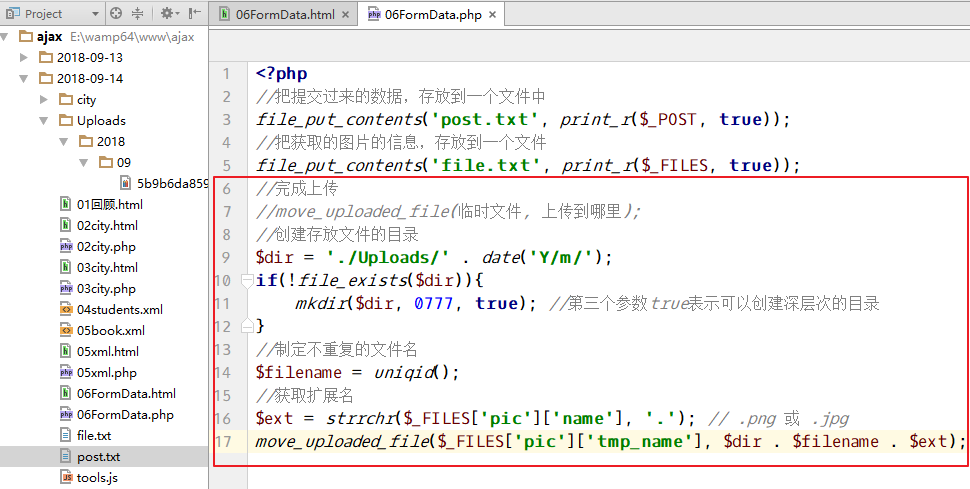 Project
06FormData.html
06FormData.php
ajax E:\wamp64\www\ajax
2018-09-13
2018-09-14
city
Uploads
2018
09
5b9b6da859
01回顾.html
02city.html
02city.php
03city.html
03city.php
04students.xml
05book.xml
05xml.html
05xml.php
06FormData.html
06FormData.php
file.txt
post.txt
tools.js
1 <?php
2 //把提交过来的数据，存放到一个文件中
3 file_put_contents('post.txt', print_r($_POST, true));
4 //把获取的图片的信息，存放到一个文件
5 file_put_contents('file.txt', print_r($_FILES, true));
6 //完成上传
7 //move_uploaded_file(临时文件, 上传到哪里);
8 //创建存放文件的目录
9 $dir = './Uploads/' . date('Y/m/');
10 if(!file_exists($dir)){
11 mkdir($dir, 0777, true); //第三个参数true表示可以创建深层次的目录
12 }
13 //制定不重复的文件名
14 $filename = uniqid();
15 //获取扩展名
16 $ext = strrchr($_FILES['pic']['name'], '.'); // .png 或 .jpg
17 move_uploaded_file($_FILES['pic']['tmp_name'], $dir . $filename . $ext);